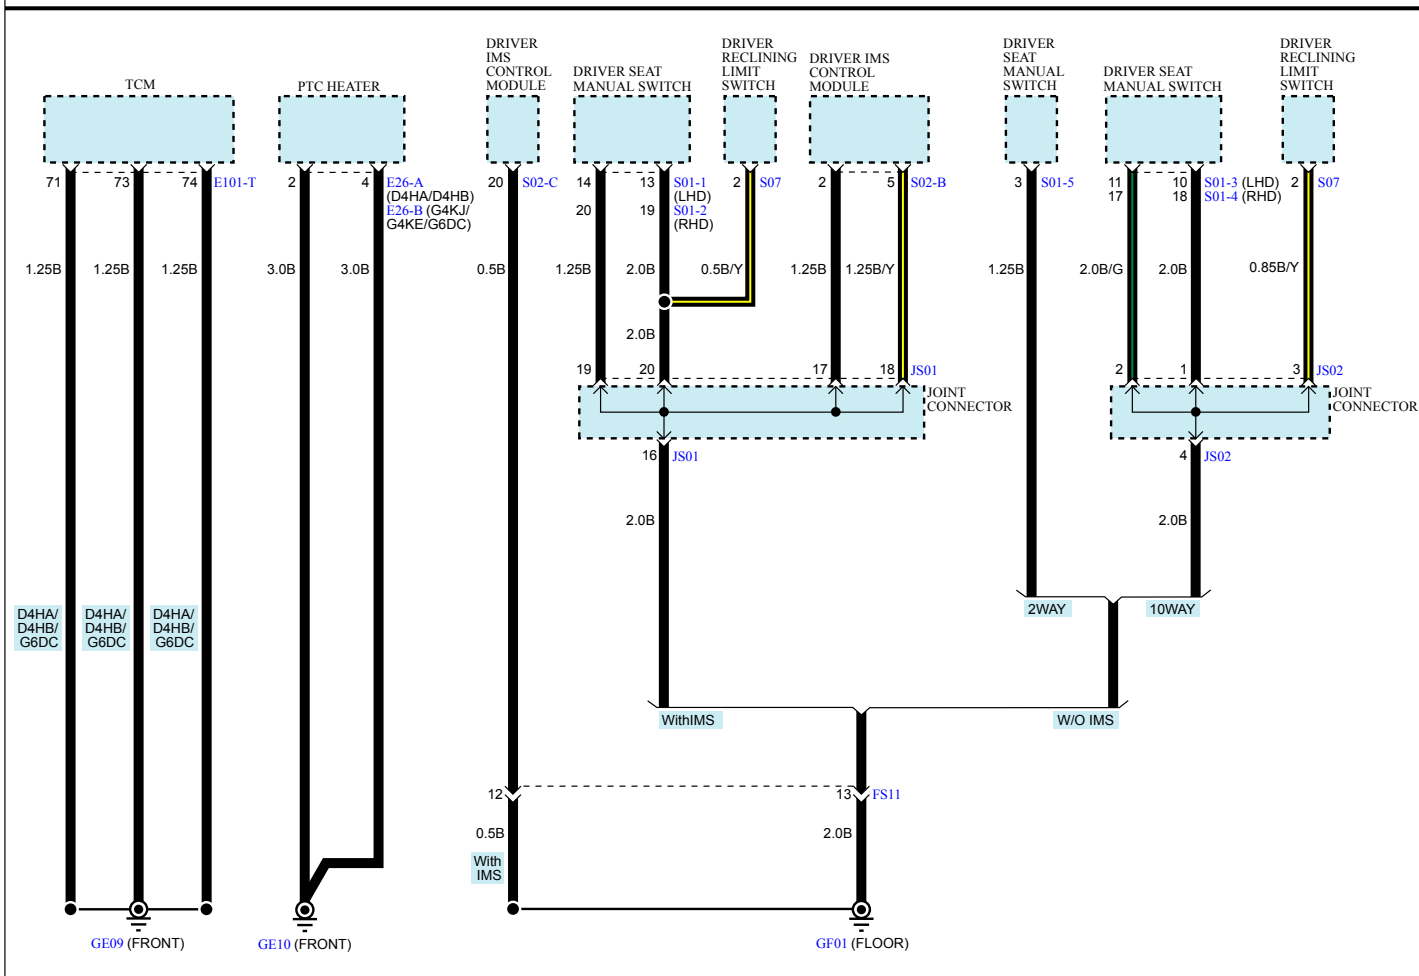 TCM
PTC HEATER
DRIVER
IMS
CONTROL
MODULE
DRIVER SEAT
MANUAL SWITCH
DRIVER
RECLINING
LIMIT
SWITCH
DRIVER IMS
CONTROL
MODULE
DRIVER
SEAT
MANUAL
SWITCH
DRIVER SEAT
MANUAL SWITCH
DRIVER
RECLINING
LIMIT
SWITCH
71
73
74 E101-T
2
4 E26-A
(D4HA/D4HB)
E26-B (G4KJ/
G4KE/G6DC)
20 S02-C
14
20
13 S01-1
(LHD)
19 S01-2
(RHD)
2 S07
2
5 S02-B
3 S01-5
11
17
10 S01-3 (LHD)
18 S01-4 (RHD)
2 S07
1.25B
1.25B
1.25B
3.0B
3.0B
0.5B
1.25B
2.0B
0.5B/Y
1.25B
1.25B/Y
1.25B
2.0B/G
2.0B
0.85B/Y
2.0B
19
20
17
18 JS01
2
1
3 JS02
JOINT
CONNECTOR
JOINT
CONNECTOR
16 JS01
4 JS02
2.0B
2.0B
D4HA/
D4HB/
G6DC
D4HA/
D4HB/
G6DC
D4HA/
D4HB/
G6DC
2WAY
10WAY
WithIMS
W/O IMS
12
13 FS11
0.5B
2.0B
With
IMS
GE09 (FRONT)
GE10 (FRONT)
GF01 (FLOOR)